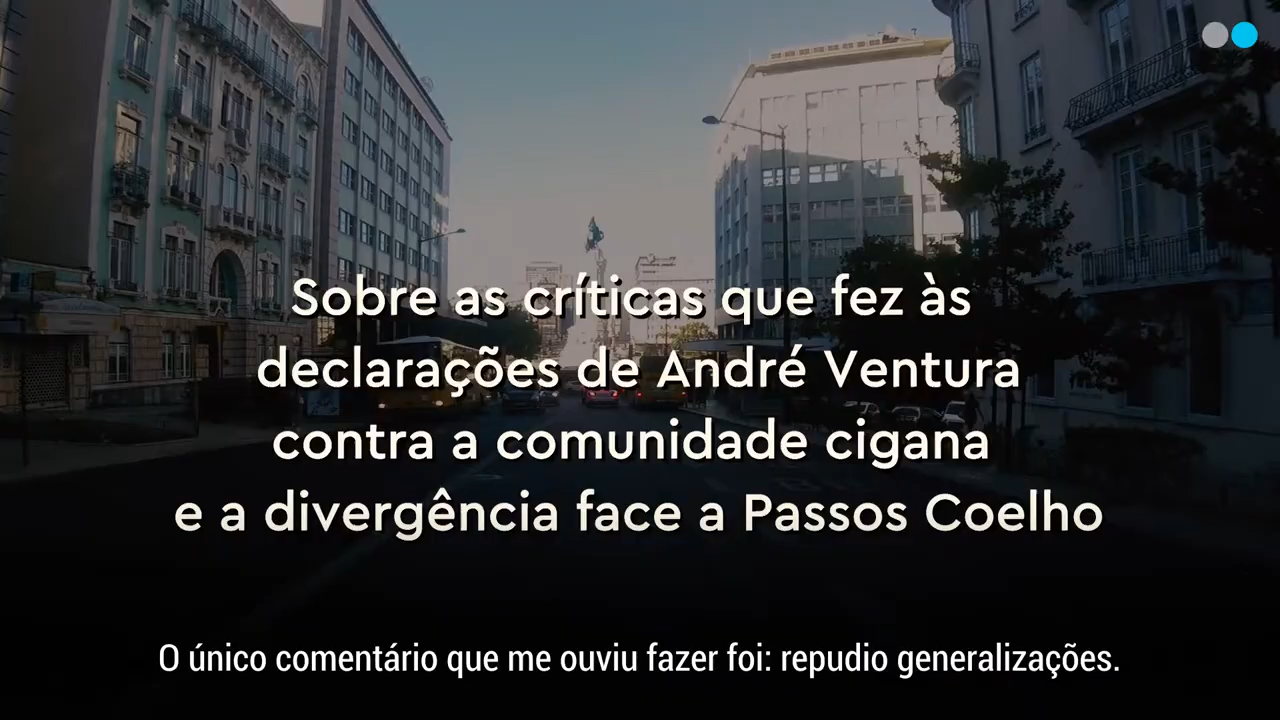 Sobre as críticas que fez às
declarações de André Ventura
contra a comunidade cigana
e a divergência face a Passos Coelho
O único comentário que me ouviu fazer foi: repudio generalizações.